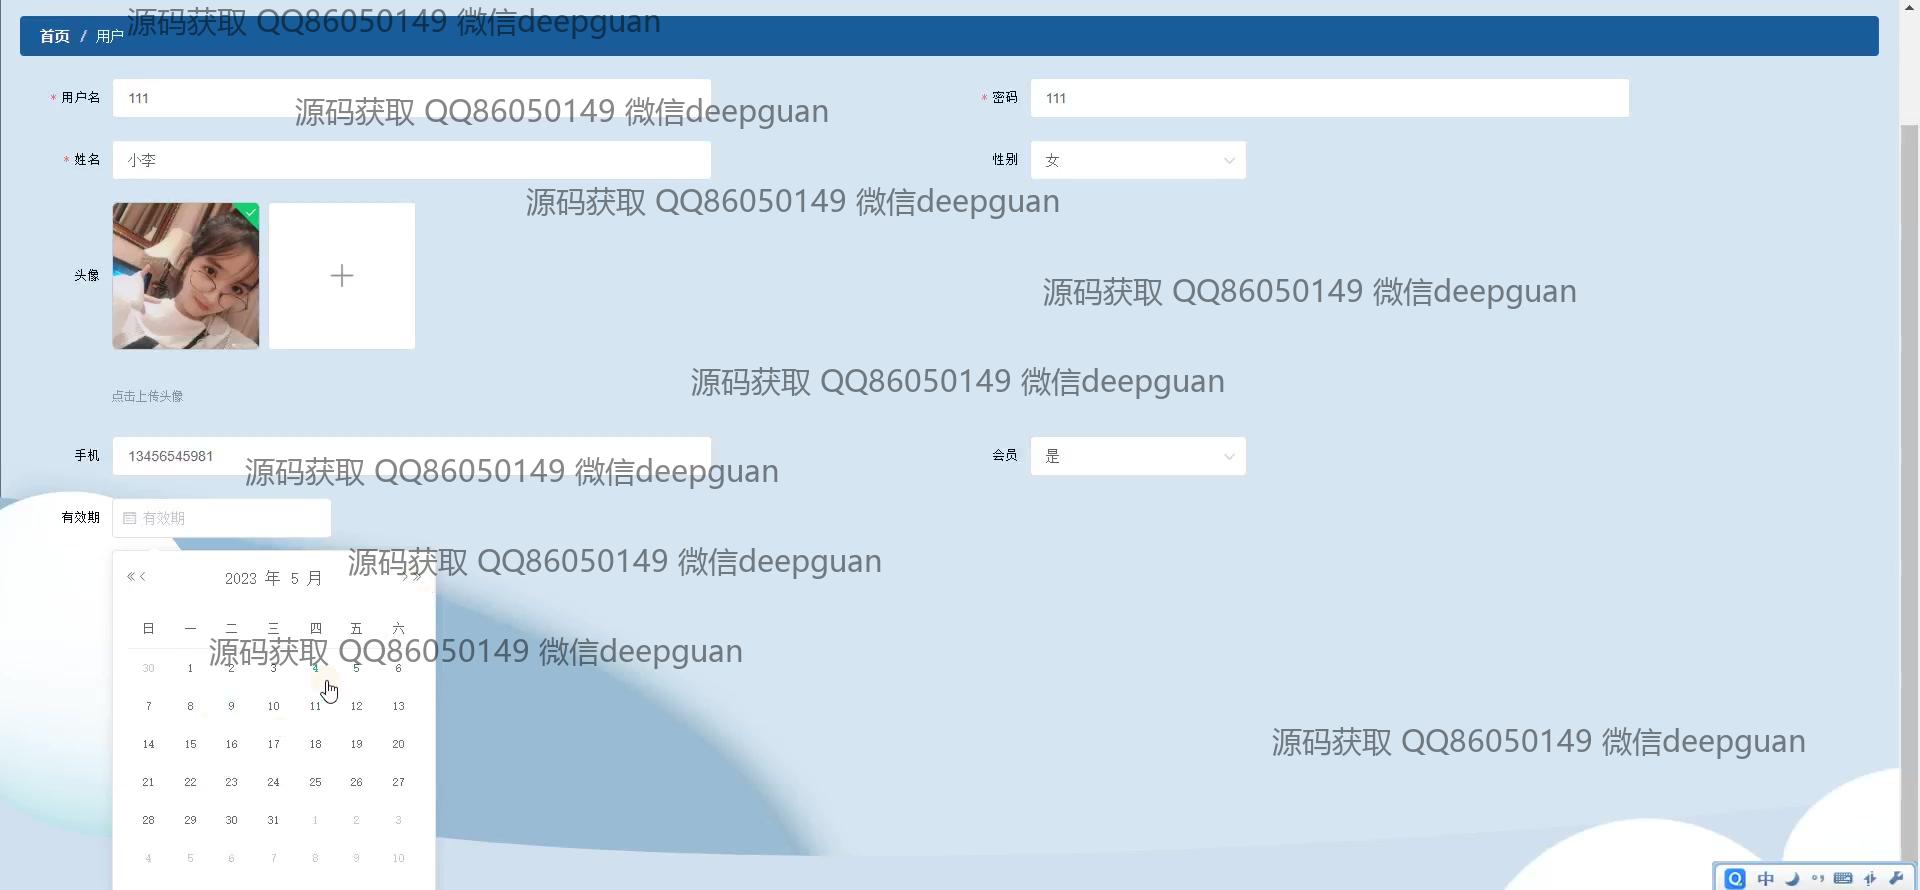 源码获取 QQ86050149 微信deepguan
首页 / 用户
* 用户名 111
* 密码 111
源码获取 QQ86050149 微信deepguan
* 姓名 小李
性别 女
源码获取 QQ86050149 微信deepguan
头像
源码获取 QQ86050149 微信deepguan
点击上传头像
源码获取 QQ86050149 微信deepguan
手机 13456545981
会员 是
源码获取 QQ86050149 微信deepguan
有效期 有效期
源码获取 QQ86050149 微信deepguan
2023 年 5 月
日 一 二 三 四 五 六
源码获取 QQ86050149 微信deepguan
30 1 2 3 4 5 6
7 8 9 10 11 12 13
14 15 16 17 18 19 20
源码获取 QQ86050149 微信deepguan
21 22 23 24 25 26 27
28 29 30 31 1 2 3
4 5 6 7 8 9 10
中